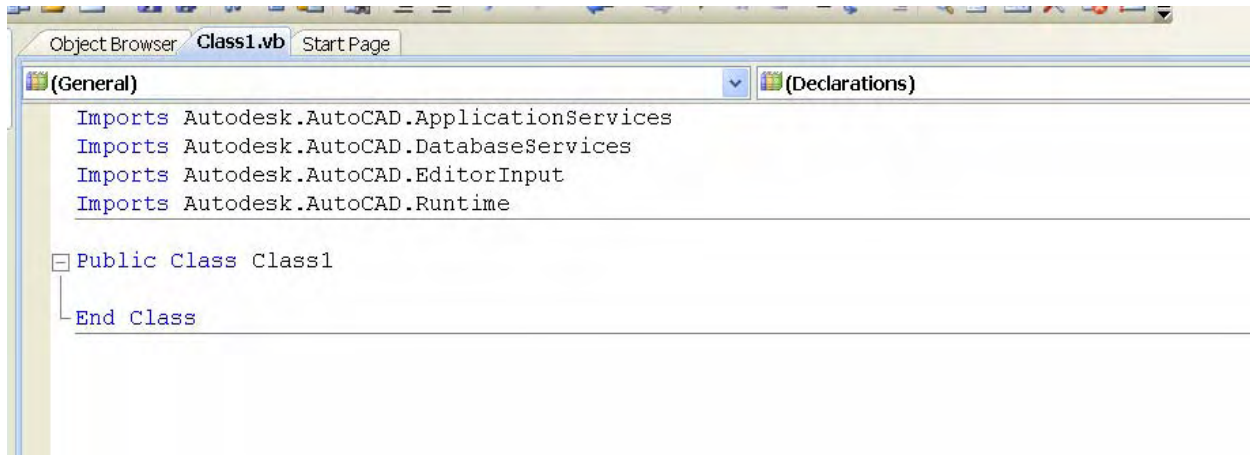 Object Browser Class1.vb Start Page
(General) (Declarations)
Imports Autodesk.AutoCAD.ApplicationServices
Imports Autodesk.AutoCAD.DatabaseServices
Imports Autodesk.AutoCAD.EditorInput
Imports Autodesk.AutoCAD.Runtime
Public Class Class1
End Class